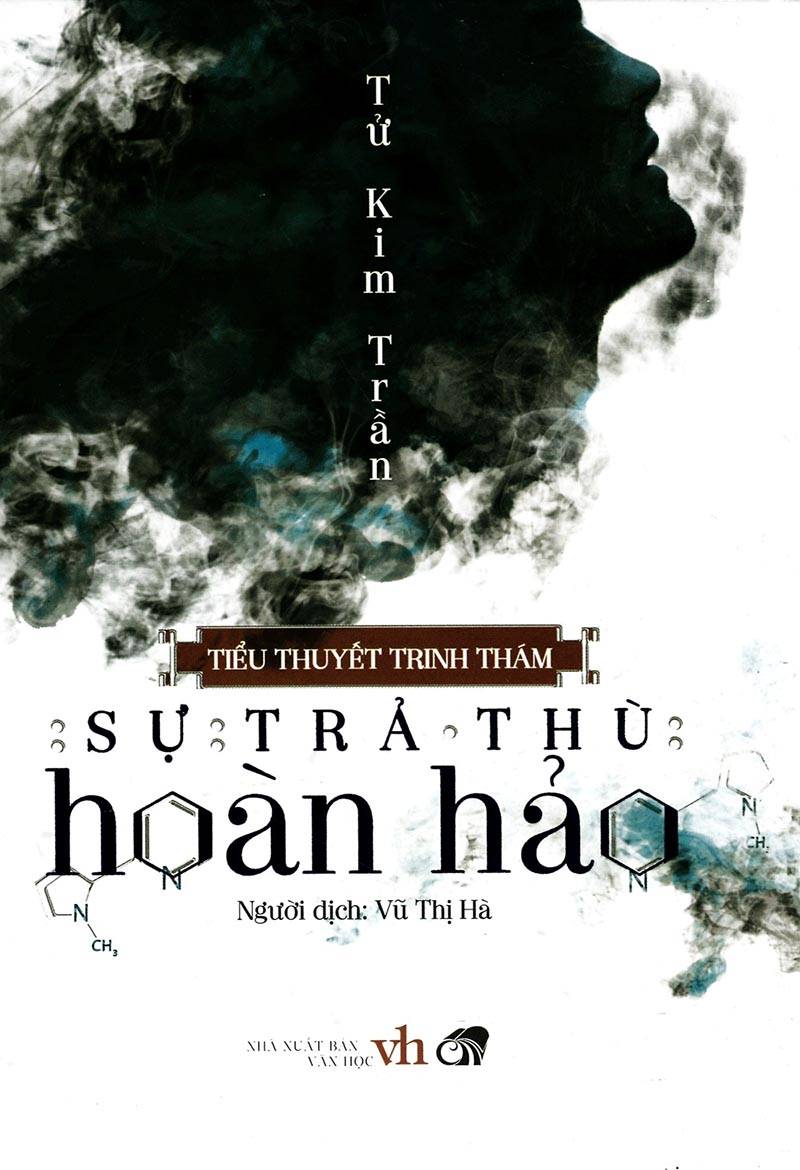 Tử Kim Trần
TIỂU THUYẾT TRINH THÁM
SỰ TRẢ THÙ
hoàn hảo
N
CH3
N
N
CH3
N
Người dịch: Vũ Thị Hà
NHÀ XUẤT BẢN
VĂN HỌC
vh